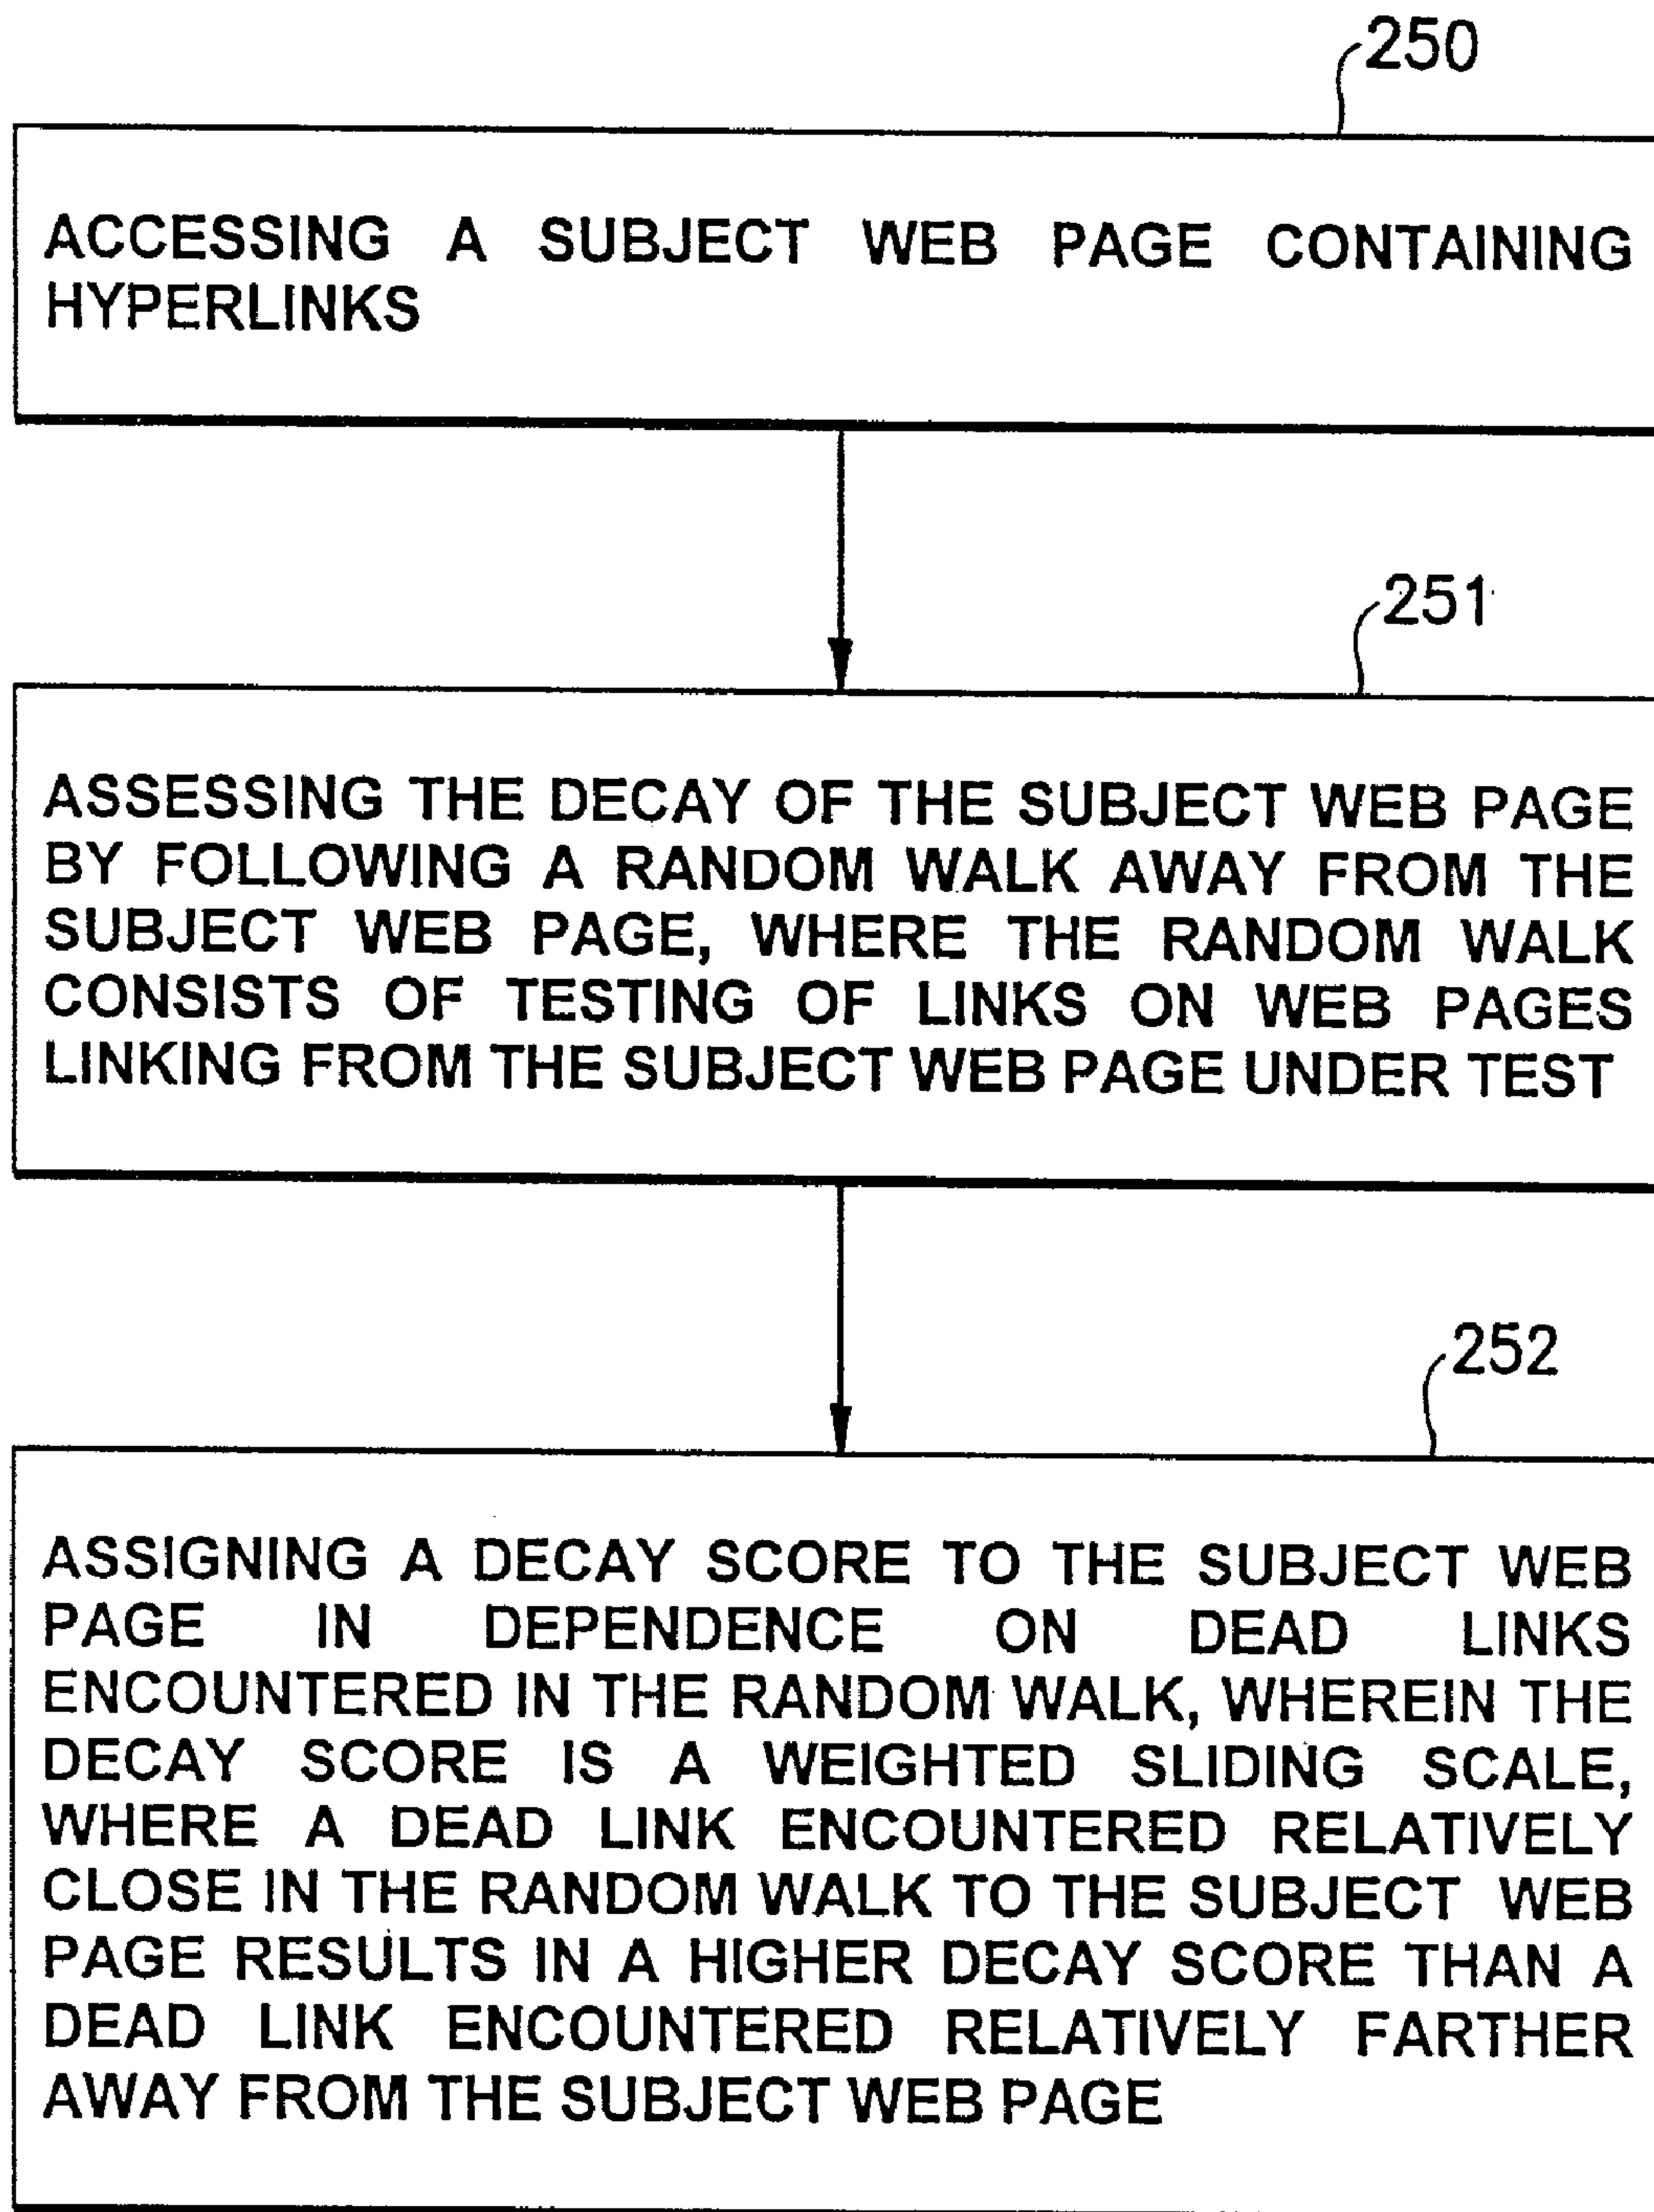 250
ACCESSING A SUBJECT WEB PAGE CONTAINING
HYPERLINKS
251
ASSESSING THE DECAY OF THE SUBJECT WEB PAGE
BY FOLLOWING A RANDOM WALK AWAY FROM THE
SUBJECT WEB PAGE, WHERE THE RANDOM WALK
CONSISTS OF TESTING OF LINKS ON WEB PAGES
LINKING FROM THE SUBJECT WEB PAGE UNDER TEST
252
ASSIGNING A DECAY SCORE TO THE SUBJECT WEB
PAGE IN DEPENDENCE ON DEAD LINKS
ENCOUNTERED IN THE RANDOM WALK, WHEREIN THE
DECAY SCORE IS A WEIGHTED SLIDING SCALE,
WHERE A DEAD LINK ENCOUNTERED RELATIVELY
CLOSE IN THE RANDOM WALK TO THE SUBJECT WEB
PAGE RESULTS IN A HIGHER DECAY SCORE THAN A
DEAD LINK ENCOUNTERED RELATIVELY FARTHER
AWAY FROM THE SUBJECT WEB PAGE